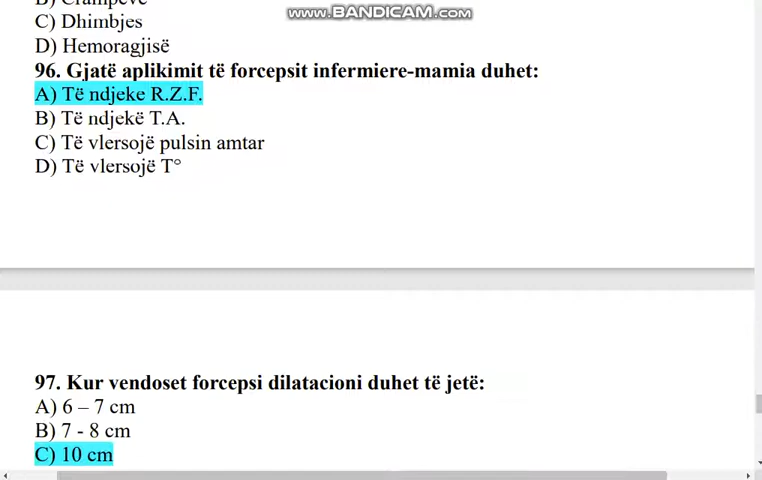 www.BANDICAM.com
B) Crampeve
C) Dhimbjes
D) Hemoragjisë
96. Gjatë aplikimit të forcepsit infermiere-mamia duhet:
A) Të ndjeke R.Z.F.
B) Të ndjekë T.A.
C) Të vlersojë pulsin amtar
D) Të vlersojë T°
97. Kur vendoset forcepsi dilatacioni duhet të jetë:
A) 6 – 7 cm
B) 7 - 8 cm
C) 10 cm